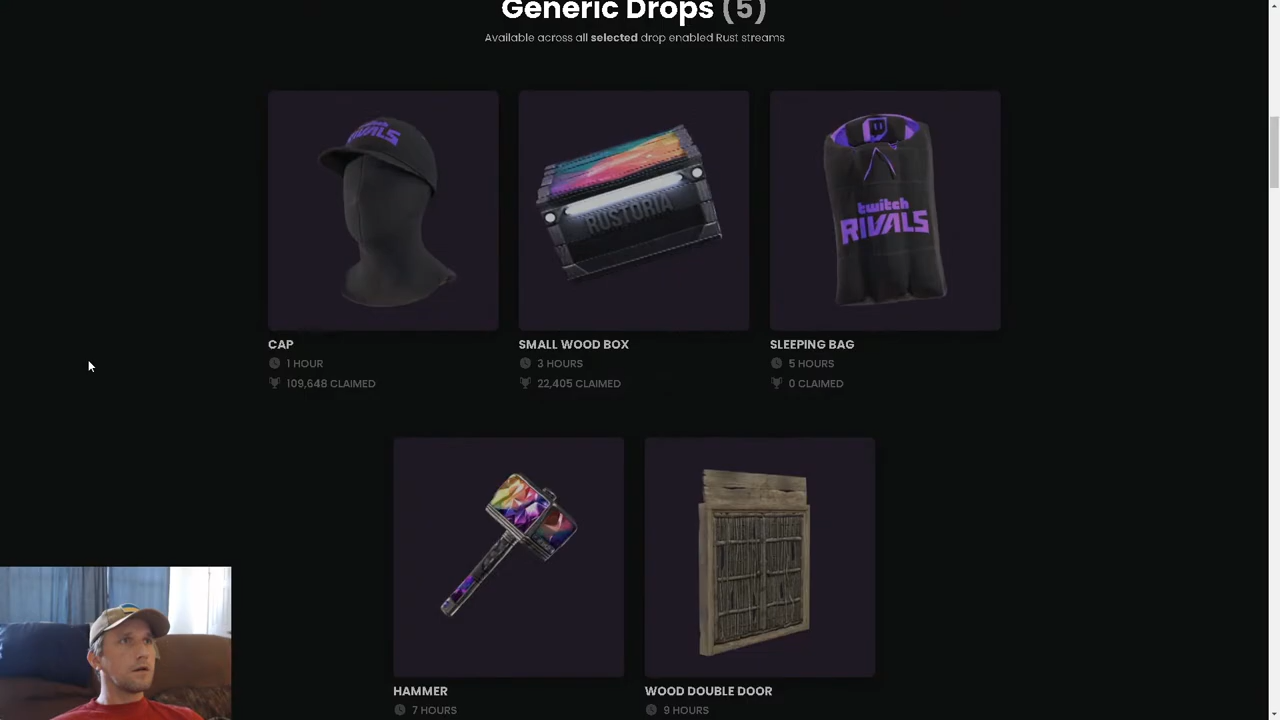 Generic Drops (5)
Available across all selected drop enabled Rust streams
twitch
RIVALS
RUSTORIA
twitch
RIVALS
CAP
1 HOUR
109,648 CLAIMED
SMALL WOOD BOX
3 HOURS
22,405 CLAIMED
SLEEPING BAG
5 HOURS
0 CLAIMED
HAMMER
7 HOURS
WOOD DOUBLE DOOR
9 HOURS